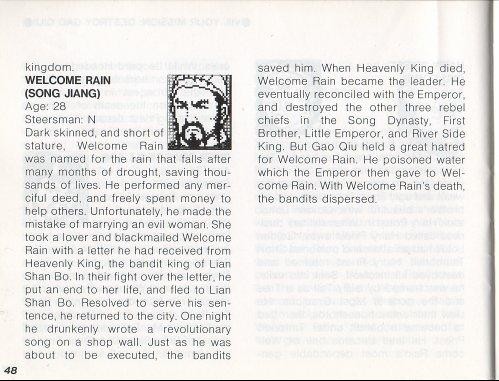 kingdom.
WELCOME RAIN
(SONG JIANG)
Age: 28
Steersman: N
Dark skinned, and short of
stature, Welcome Rain
was named for the rain that falls after
many months of drought, saving thou-
sands of lives. He performed any mer-
ciful deed, and freely spent money to
help others. Unfortunately, he made the
mistake of marrying an evil woman. She
took a lover and blackmailed Welcome
Rain with a letter he had received from
Heavenly King, the bandit king of Lian
Shan Bo. In their fight over the letter, he
put an end to her life, and fled to Lian
Shan Bo. Resolved to serve his sen-
tence, he returned to the city. One night
he drunkenly wrote a revolutionary
song on a shop wall. Just as he was
about to be executed, the bandits
48
saved him. When Heavenly King died,
Welcome Rain became the leader. He
eventually reconciled with the Emperor,
and destroyed the other three rebel
chiefs in the Song Dynasty, First
Brother, Little Emperor, and River Side
King. But Gao Qiu held a great hatred
for Welcome Rain. He poisoned water
which the Emperor then gave to Wel-
come Rain. With Welcome Rain's death,
the bandits dispersed.